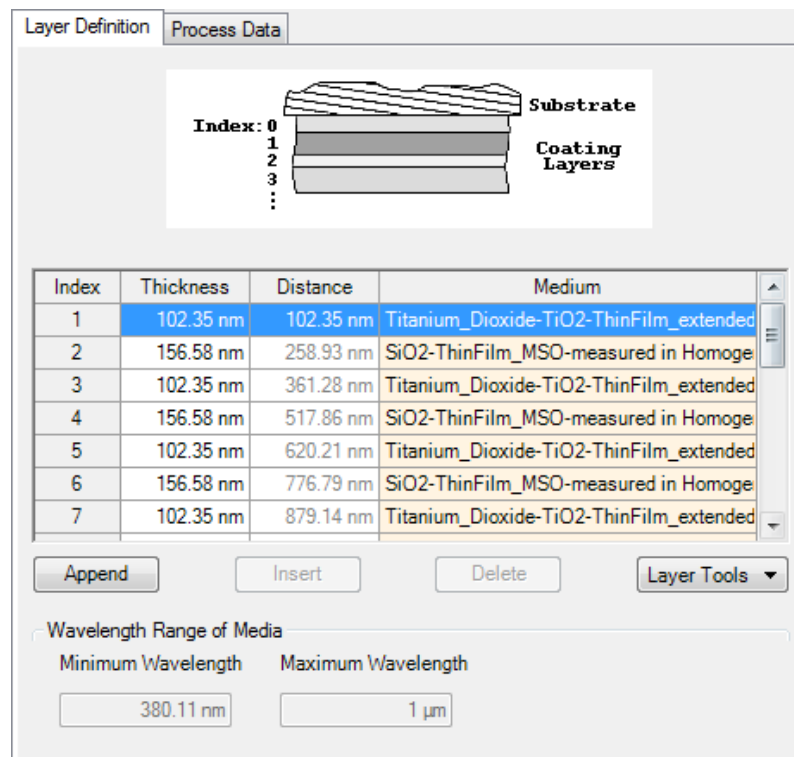 Layer Definition Process Data
Substrate
Index: 0
1
2
3
⋮
Coating
Layers
Index Thickness Distance Medium
1 102.35 nm 102.35 nm Titanium_Dioxide-TiO2-ThinFilm_extended
2 156.58 nm 258.93 nm SiO2-ThinFilm_MSO-measured in Homoge
3 102.35 nm 361.28 nm Titanium_Dioxide-TiO2-ThinFilm_extended
4 156.58 nm 517.86 nm SiO2-ThinFilm_MSO-measured in Homoge
5 102.35 nm 620.21 nm Titanium_Dioxide-TiO2-ThinFilm_extended
6 156.58 nm 776.79 nm SiO2-ThinFilm_MSO-measured in Homoge
7 102.35 nm 879.14 nm Titanium_Dioxide-TiO2-ThinFilm_extended
Append Insert Delete Layer Tools
Wavelength Range of Media
Minimum Wavelength Maximum Wavelength
380.11 nm 1 µm